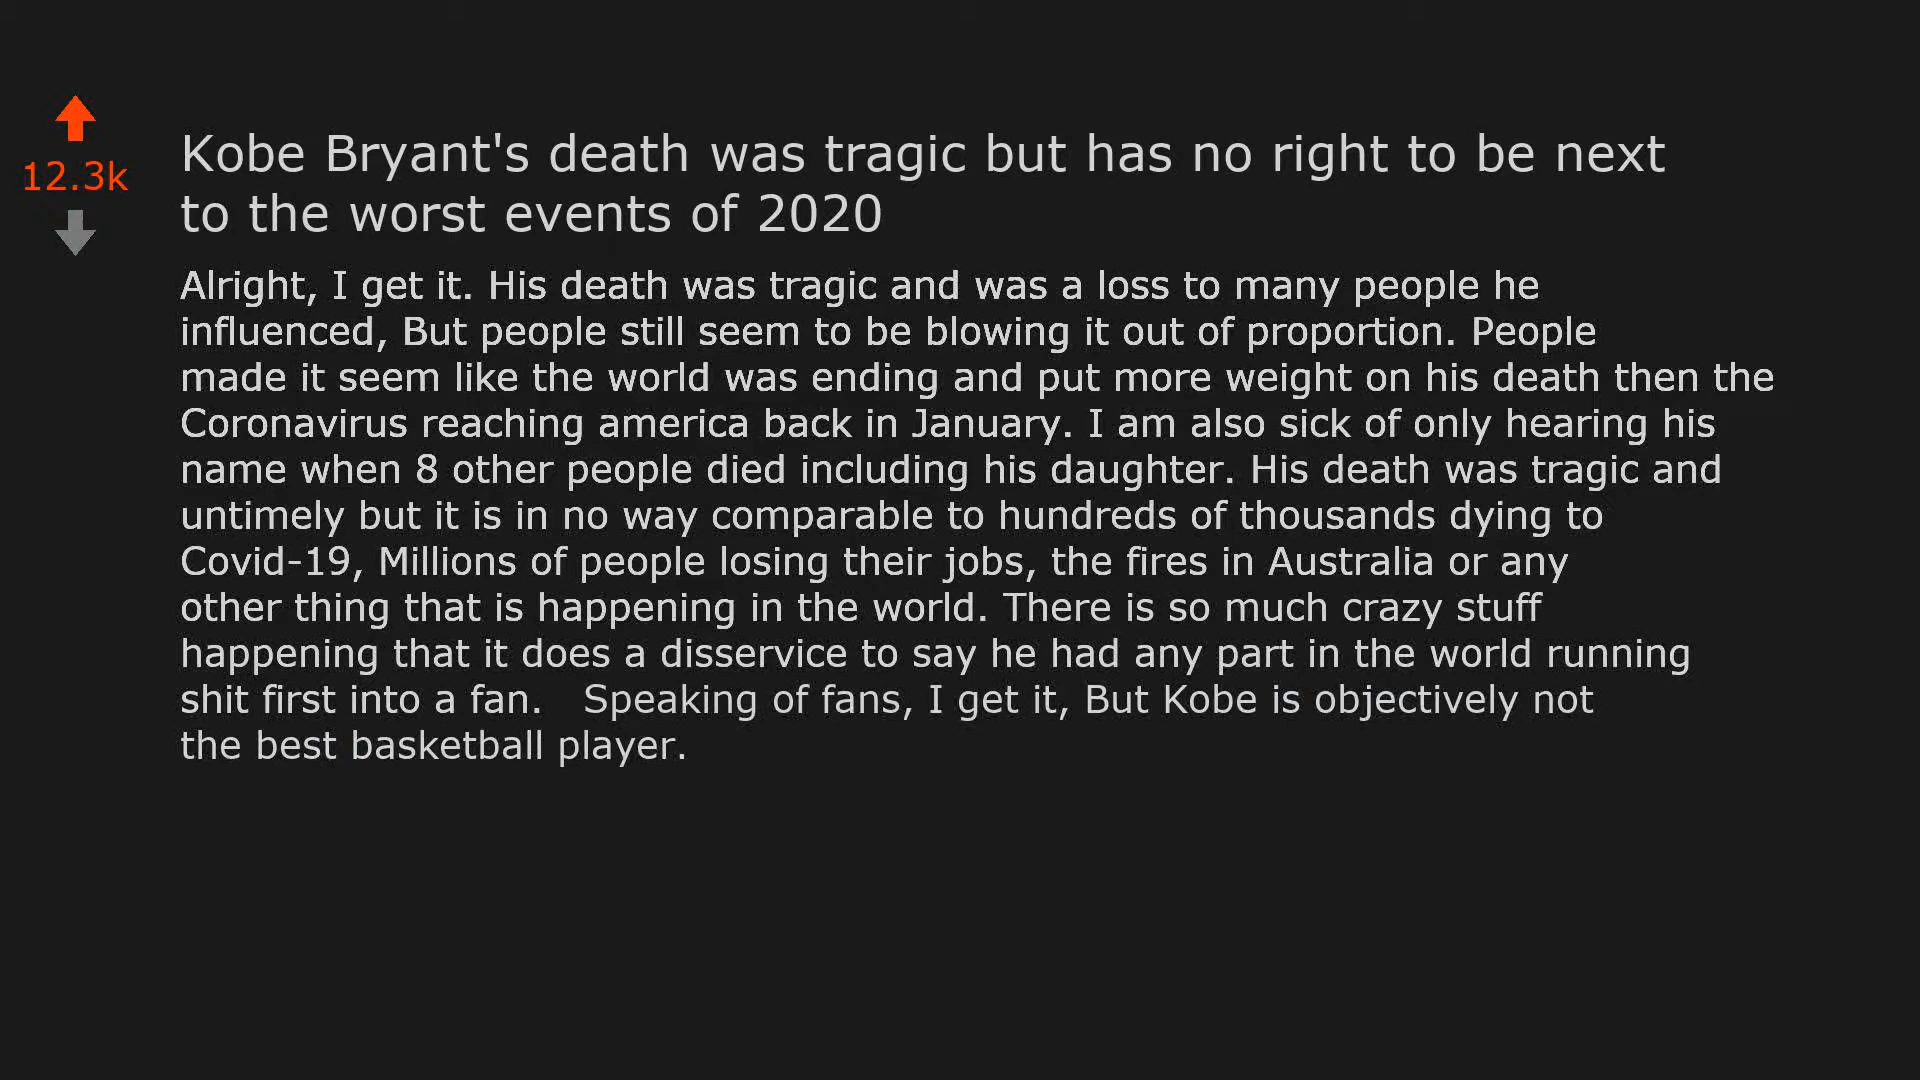 12.3k
Kobe Bryant's death was tragic but has no right to be next
to the worst events of 2020
Alright, I get it. His death was tragic and was a loss to many people he
influenced, But people still seem to be blowing it out of proportion. People
made it seem like the world was ending and put more weight on his death then the
Coronavirus reaching america back in January. I am also sick of only hearing his
name when 8 other people died including his daughter. His death was tragic and
untimely but it is in no way comparable to hundreds of thousands dying to
Covid-19, Millions of people losing their jobs, the fires in Australia or any
other thing that is happening in the world. There is so much crazy stuff
happening that it does a disservice to say he had any part in the world running
shit first into a fan.   Speaking of fans, I get it, But Kobe is objectively not
the best basketball player.